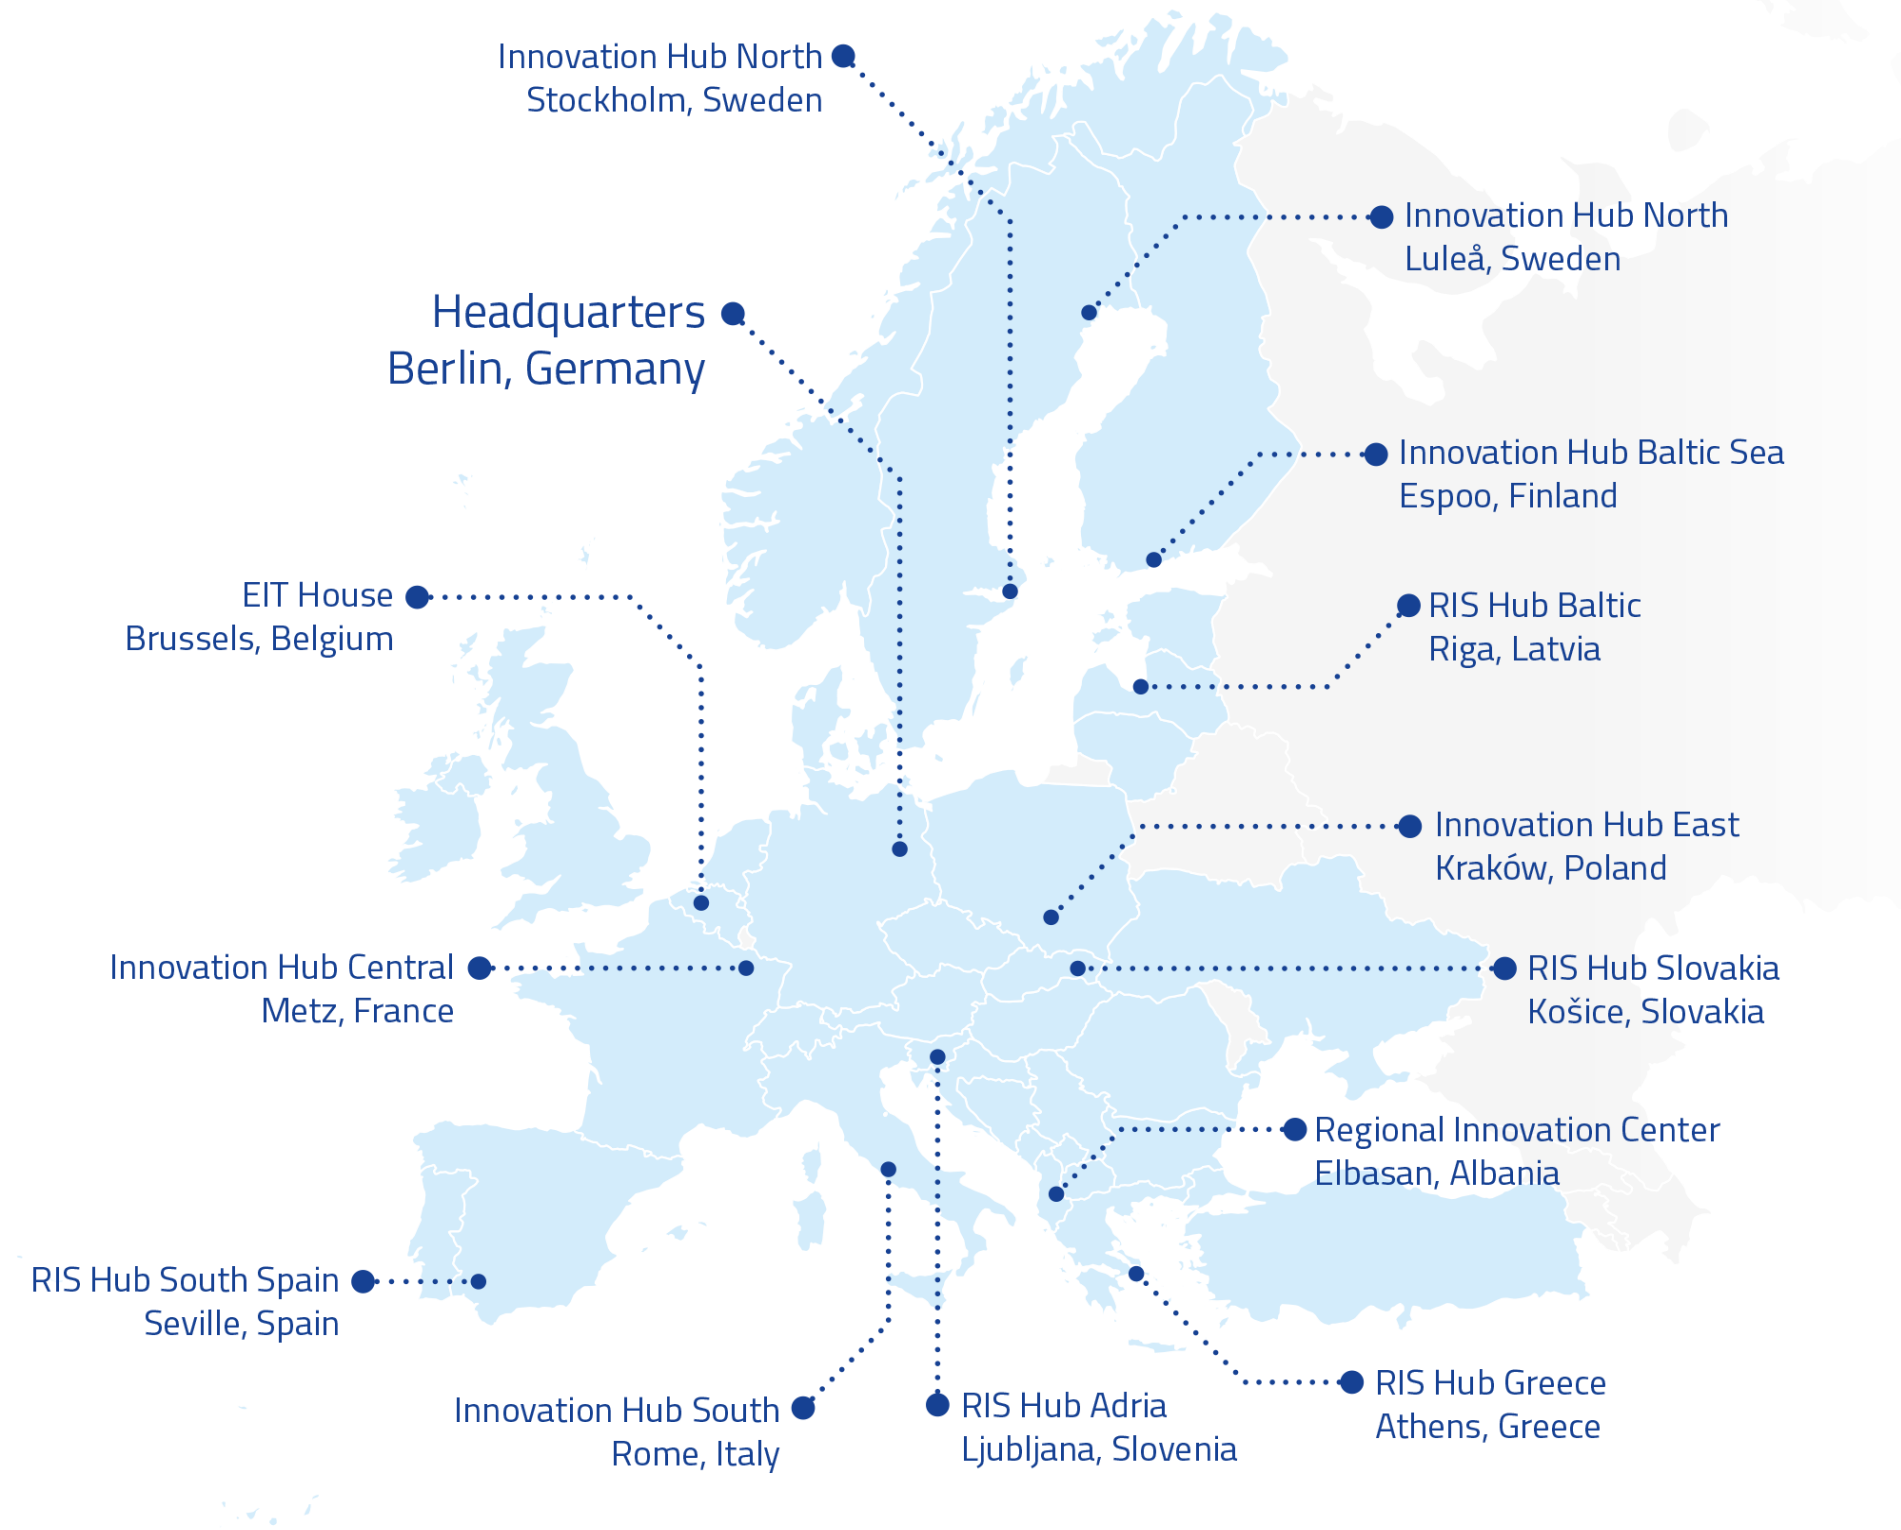 Innovation Hub North
Stockholm, Sweden
Innovation Hub North
Luleå, Sweden
Headquarters
Berlin, Germany
Innovation Hub Baltic Sea
Espoo, Finland
EIT House
Brussels, Belgium
RIS Hub Baltic
Riga, Latvia
Innovation Hub East
Kraków, Poland
Innovation Hub Central
Metz, France
RIS Hub Slovakia
Košice, Slovakia
Regional Innovation Center
Elbasan, Albania
RIS Hub South Spain
Seville, Spain
RIS Hub Greece
Athens, Greece
Innovation Hub South
Rome, Italy
RIS Hub Adria
Ljubljana, Slovenia